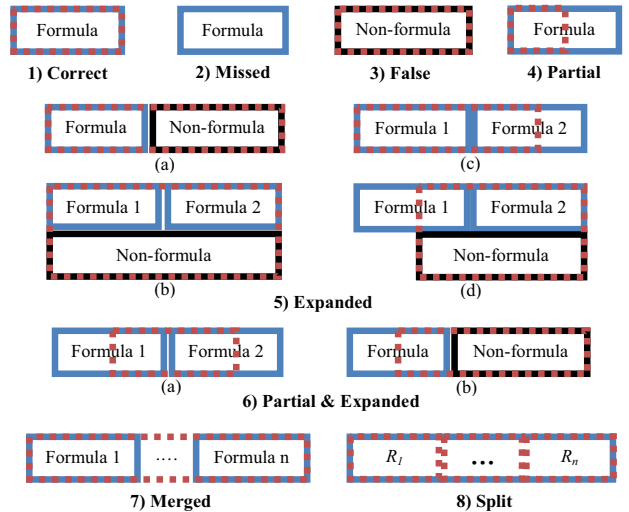 Formula Formula Non-formula Formula
1) Correct 2) Missed 3) False 4) Partial
Formula Non-formula Formula 1 Formula 2
(a) (c)
Formula 1 Formula 2 Formula 1 Formula 2
Non-formula Non-formula
(b) (d)
5) Expanded
Formula 1 Formula 2 Formula Non-formula
(a) (b)
6) Partial & Expanded
Formula 1 .... Formula n R1 ... Rn
7) Merged 8) Split